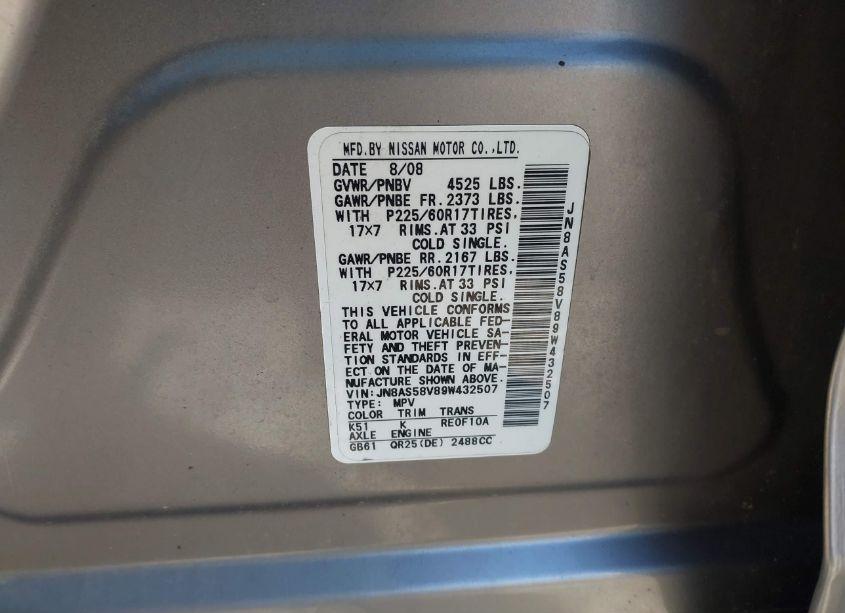 MFD.BY NISSAN MOTOR CO.,LTD.
DATE 8/08
GVWR/PNBV 4525 LBS.
GAWR/PNBE FR. 2373 LBS.
WITH P225/60R17TIRES,
17×7 RIMS.AT 33 PSI
COLD SINGLE.
GAWR/PNBE RR. 2167 LBS.
WITH P225/60R17TIRES,
17×7 RIMS.AT 33 PSI
COLD SINGLE.
THIS VEHICLE CONFORMS
TO ALL APPLICABLE FED-
ERAL MOTOR VEHICLE SA-
FETY AND THEFT PREVEN-
TION STANDARDS IN EFF-
ECT ON THE DATE OF MA-
NUFACTURE SHOWN ABOVE.
VIN:JN8AS58V89W432507
TYPE: MPV
COLOR TRIM TRANS
K51 K RE0F10A
AXLE ENGINE
GB61 QR25(DE) 2488CC
JN8AS58V89W432507